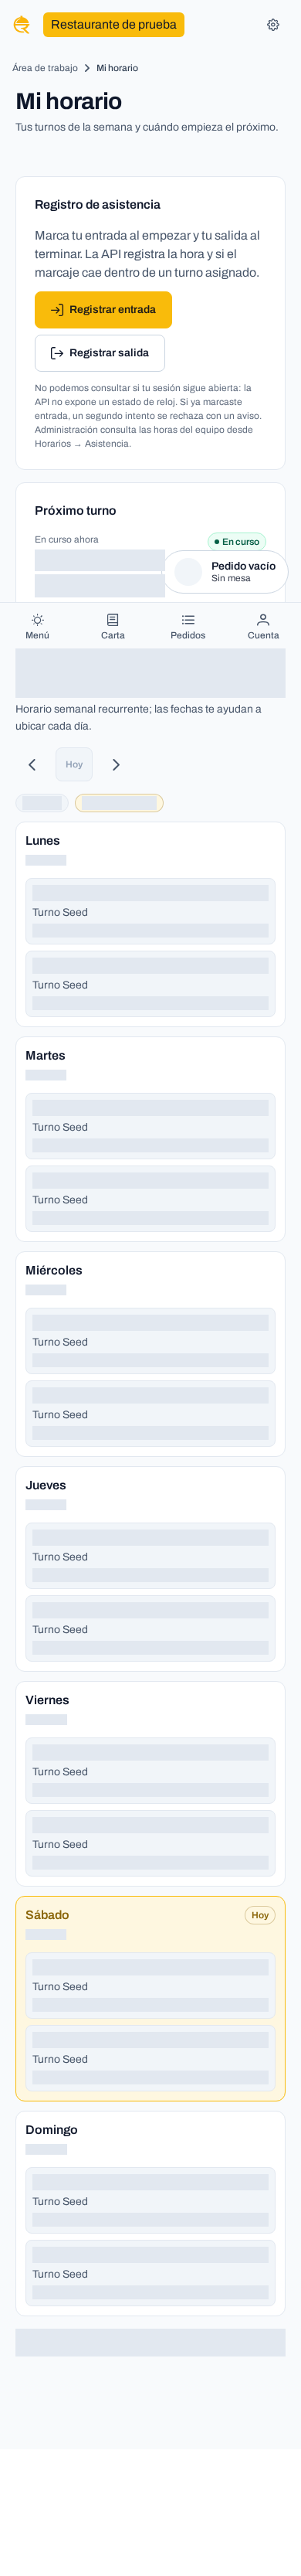 Restaurante de prueba
Área de trabajo > Mi horario
Mi horario
Tus turnos de la semana y cuándo empieza el próximo.
Registro de asistencia
Marca tu entrada al empezar y tu salida al
terminar. La API registra la hora y si el
marcaje cae dentro de un turno asignado.
Registrar entrada
Registrar salida
No podemos consultar si tu sesión sigue abierta: la
API no expone un estado de reloj. Si ya marcaste
entrada, un segundo intento se rechaza con un aviso.
Administración consulta las horas del equipo desde
Horarios → Asistencia.
Próximo turno
En curso ahora
En curso
Pedido vacío
Sin mesa
Menú
Carta
Pedidos
Cuenta
Horario semanal recurrente; las fechas te ayudan a
ubicar cada día.
Hoy
Lunes
Turno Seed
Turno Seed
Martes
Turno Seed
Turno Seed
Miércoles
Turno Seed
Turno Seed
Jueves
Turno Seed
Turno Seed
Viernes
Turno Seed
Turno Seed
Sábado
Hoy
Turno Seed
Turno Seed
Domingo
Turno Seed
Turno Seed